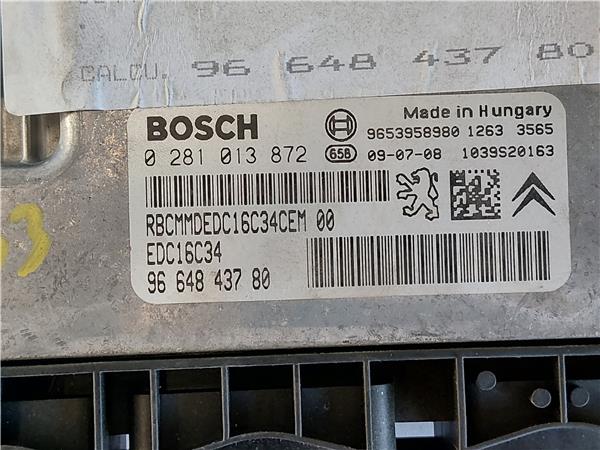 CALCU. 96 648 437 80
BOSCH
Made in Hungary
9653958980 1263 3565
0 281 013 872 65B 09-07-08 1039S20163
RBCMMDEDC16C34CEM 00
EDC16C34
96 648 437 80